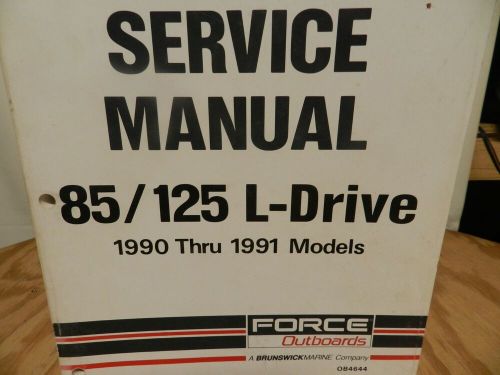 SERVICE
MANUAL
85/125 L-Drive
1990 Thru 1991 Models
FORCE
Outboards
A BRUNSWICK MARINE Company
OB4644